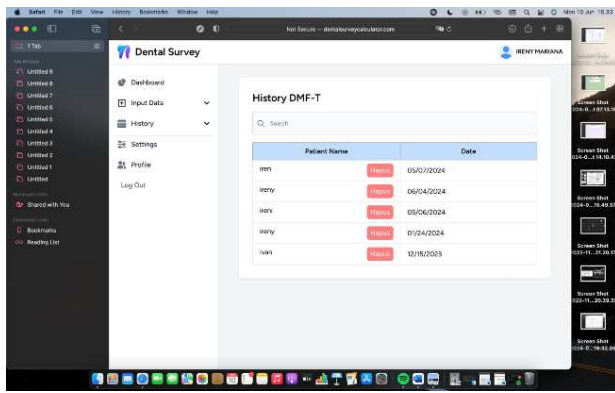 Safari File Edit View History Bookmarks Window Help
Mon 10 Jun 16.32
1 Tab
Untitled 9
Untitled 8
Untitled 7
Untitled 6
Untitled 5
Untitled 4
Untitled 3
Untitled 2
Untitled 1
Untitled
Shared with You
Bookmarks
Reading List
Not Secure — dentalsurveycalculator.com
Dental Survey
IRENY MARIANA
Dashboard
Input Data
History
Settings
Profile
Log Out
History DMF-T
Search
Patient Name Date
iren Hapus 05/07/2024
ireny Hapus 06/04/2024
ireni Hapus 05/06/2024
ireny Hapus 01/24/2024
ivan Hapus 12/15/2023
Screen Shot
Screen Shot
Screen Shot
Screen Shot
Screen Shot
Screen Shot